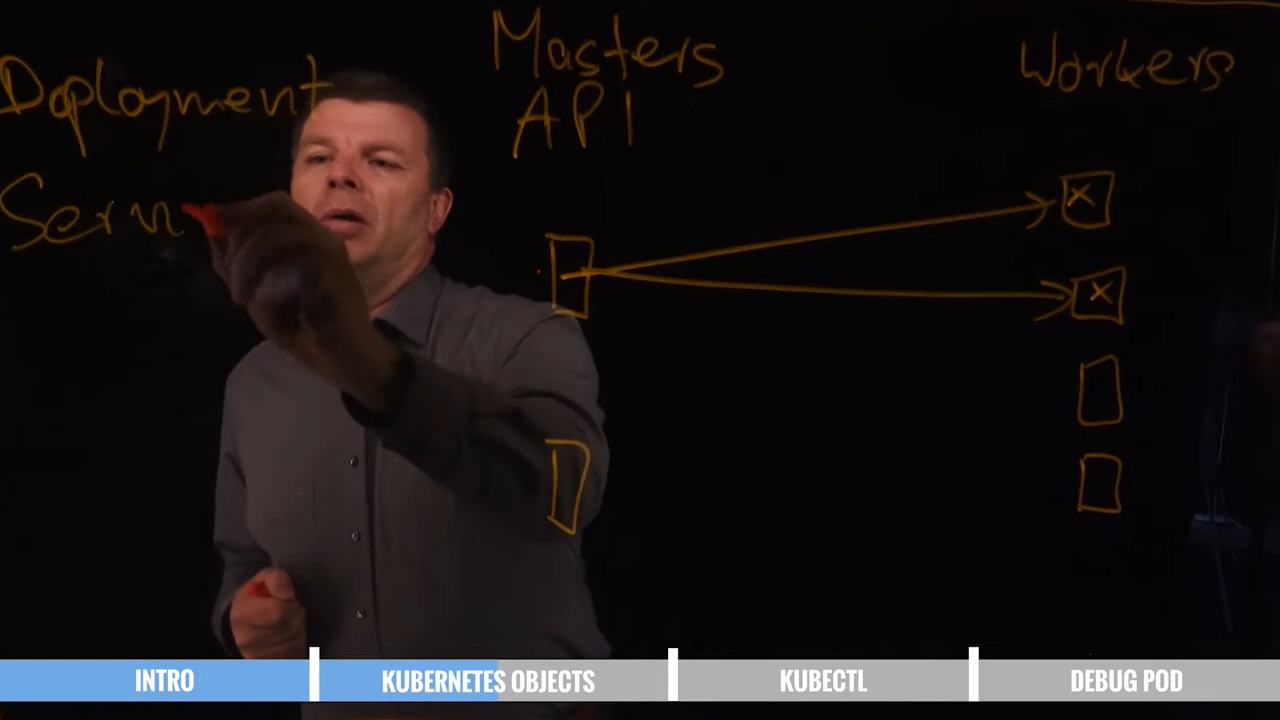 Deployment
Serv
Masters
API
Workers
INTRO
KUBERNETES OBJECTS
KUBECTL
DEBUG POD